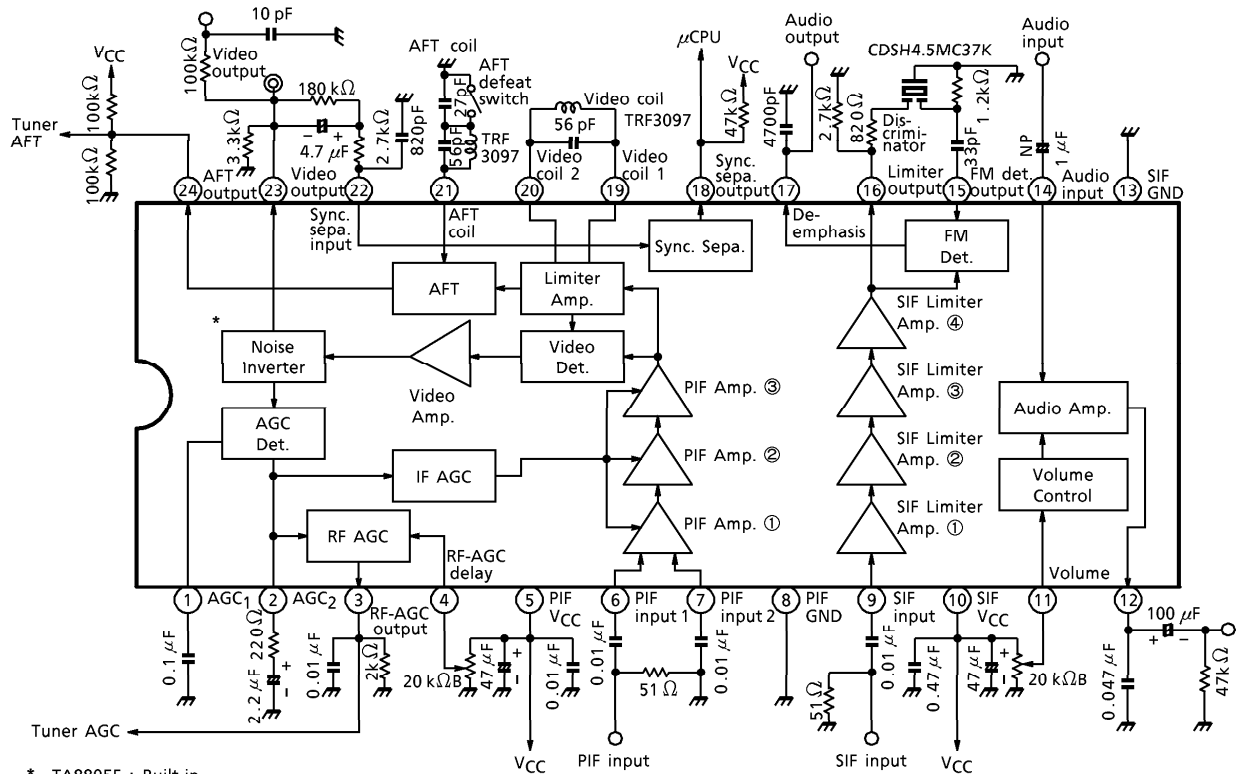 10 pF
VCC
100kΩ
100kΩ
Tuner
AFT
100kΩ
Video
output
180 kΩ
3.3kΩ
- +
4.7 μF
2.7kΩ
820pF
AFT coil
AFT
defeat
switch
27pF
56pF
TRF
3097
Video coil
TRF3097
56 pF
Video
coil 2
Video
coil 1
μCPU
VCC
47kΩ
Audio
output
4700pF
2.7kΩ
820Ω
CDSH4.5MC37K
Discriminator
1.2kΩ
33pF
Audio
input
NP
1 μF
24 AFT
output
23 Video
output
22
21
20
19
18
Sync.
sepa.
output
17
16 Limiter
output
15 FM det.
output
14 Audio
input
13 SIF
GND
Sync.
sepa.
input
AFT
coil
De-
emphasis
Sync. Sepa.
FM
Det.
AFT
Limiter
Amp.
SIF Limiter
Amp. ④
*
Noise
Inverter
Video
Amp.
Video
Det.
PIF Amp. ③
SIF Limiter
Amp. ③
Audio Amp.
AGC
Det.
IF AGC
PIF Amp. ②
SIF Limiter
Amp. ②
Volume
Control
RF AGC
RF-AGC
delay
PIF Amp. ①
SIF Limiter
Amp. ①
Volume
1 AGC1
2 AGC2
3 RF-AGC
output
4
5 PIF
VCC
6 PIF
input 1
7 PIF
input 2
8 PIF
GND
9 SIF
input
10 SIF
VCC
11
12
0.1 μF
220Ω
2.2 μF
+
-
0.01 μF
2kΩ
20 kΩB
47 μF
+
-
0.01 μF
0.01 μF
51 Ω
0.01 μF
51Ω
0.01 μF
0.47 μF
47 μF
+
-
20 kΩB
0.047 μF
100 μF
+ -
47kΩ
Tuner AGC
VCC
PIF input
SIF input
VCC